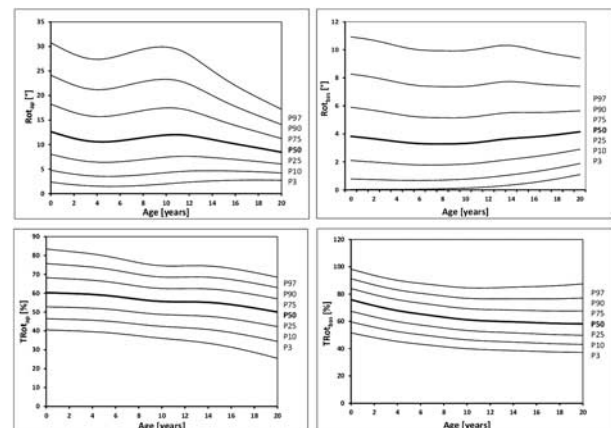 35
30
25
20
15
10
5
0
Rot_ap [°]
0 2 4 6 8 10 12 14 16 18 20
Age [years]
P97
P90
P75
P50
P25
P10
P3
12
10
8
6
4
2
0
Rot_bas [°]
0 2 4 6 8 10 12 14 16 18 20
Age [years]
P97
P90
P75
P50
P25
P10
P3
90
80
70
60
50
40
30
20
10
0
TRot_ap [%]
0 2 4 6 8 10 12 14 16 18 20
Age [years]
P97
P90
P75
P50
P25
P10
P3
120
100
80
60
40
20
0
TRot_bas [%]
0 2 4 6 8 10 12 14 16 18 20
Age [years]
P97
P90
P75
P50
P25
P10
P3